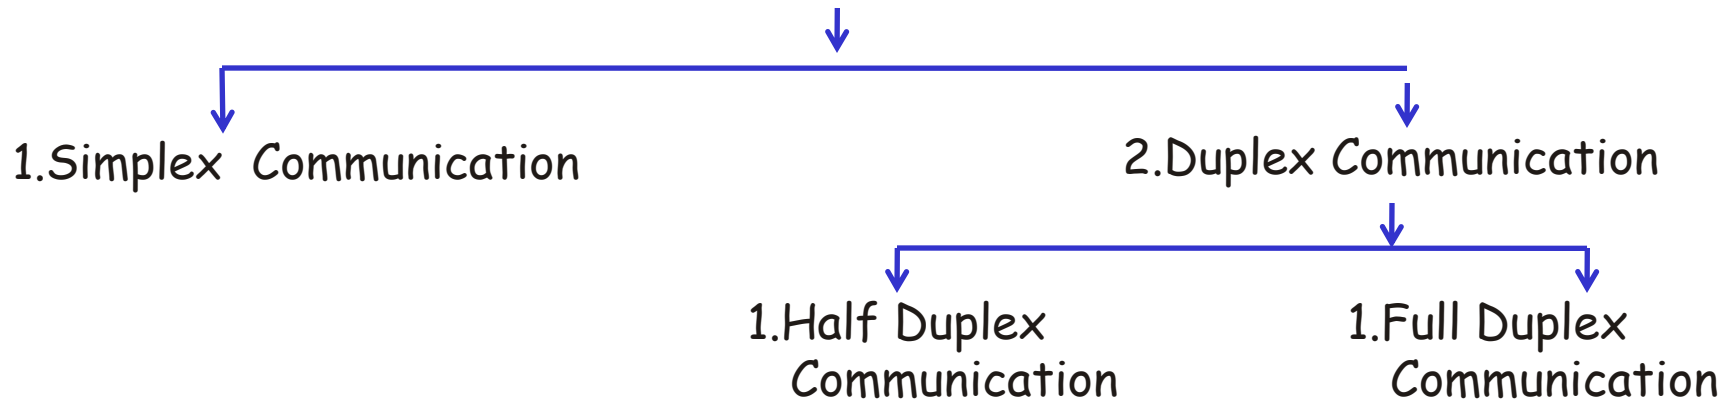 1.Simplex Communication
2.Duplex Communication
1.Half Duplex
Communication
1.Full Duplex
Communication